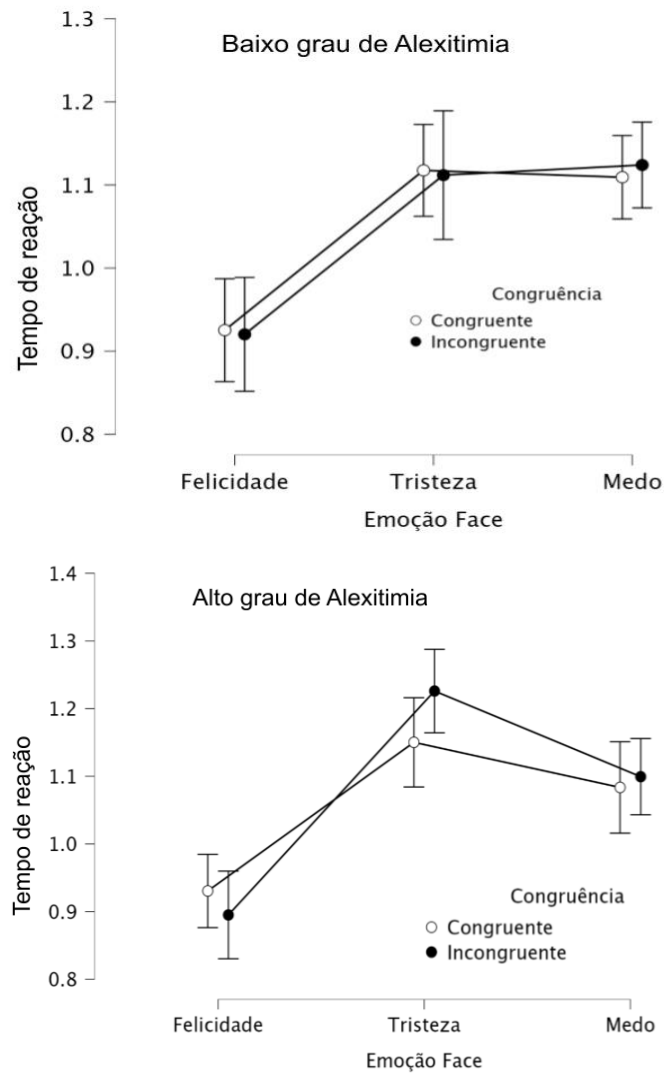 1.3
Baixo grau de Alexitimia
1.2
1.1
1.0
0.9
0.8
Tempo de reação
Congruência
Congruente
Incongruente
Felicidade Tristeza Medo
Emoção Face
1.4
Alto grau de Alexitimia
1.3
1.2
1.1
1.0
0.9
0.8
Tempo de reação
Congruência
Congruente
Incongruente
Felicidade Tristeza Medo
Emoção Face